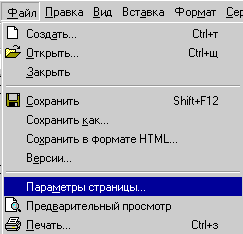 Файл Правка Вид Вставка Формат Сер
Создать... Ctrl+т
Открыть... Ctrl+щ
Закрыть
Сохранить Shift+F12
Сохранить как...
Сохранить в формате HTML...
Версии...
Параметры страницы...
Предварительный просмотр
Печать... Ctrl+з